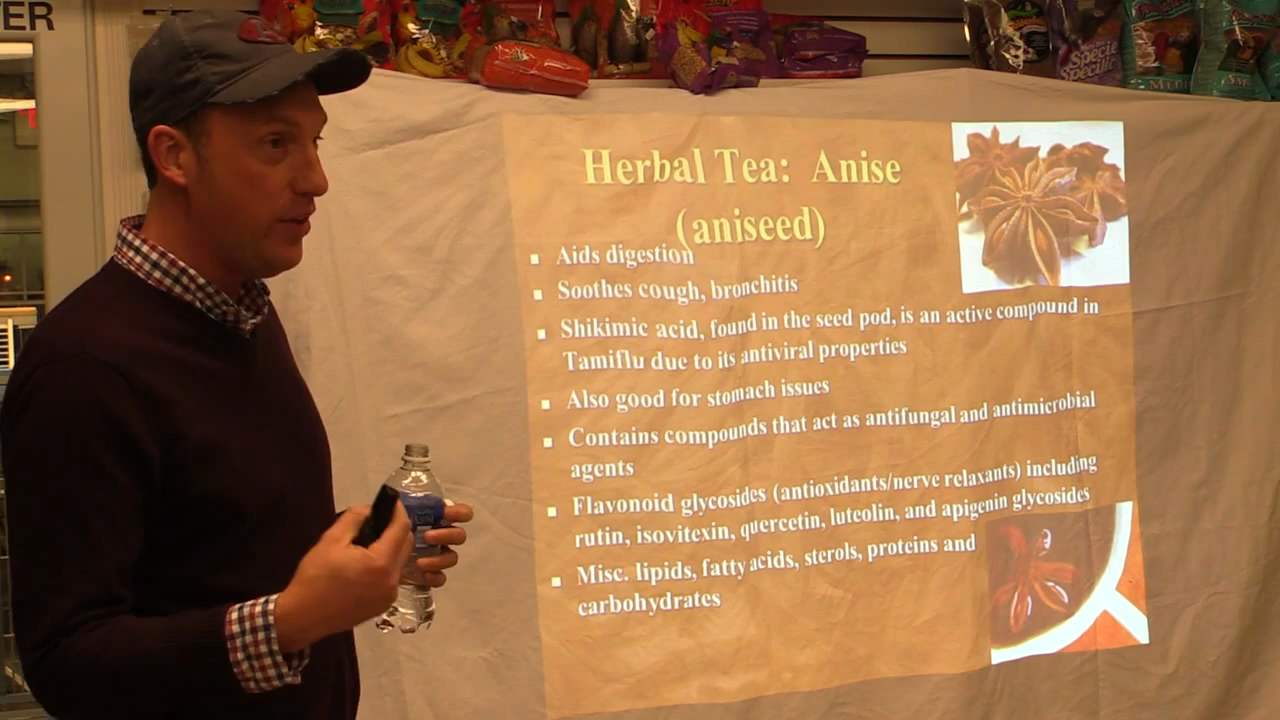 ER
Specie
Specific
Herbal Tea: Anise
(aniseed)
▪ Aids digestion
▪ Soothes cough, bronchitis
▪ Shikimic acid, found in the seed pod, is an active compound in
Tamiflu due to its antiviral properties
▪ Also good for stomach issues
▪ Contains compounds that act as antifungal and antimicrobial
agents
▪ Flavonoid glycosides (antioxidants/nerve relaxants) including
rutin, isovitexin, quercetin, luteolin, and apigenin glycosides
▪ Misc. lipids, fatty acids, sterols, proteins and
carbohydrates